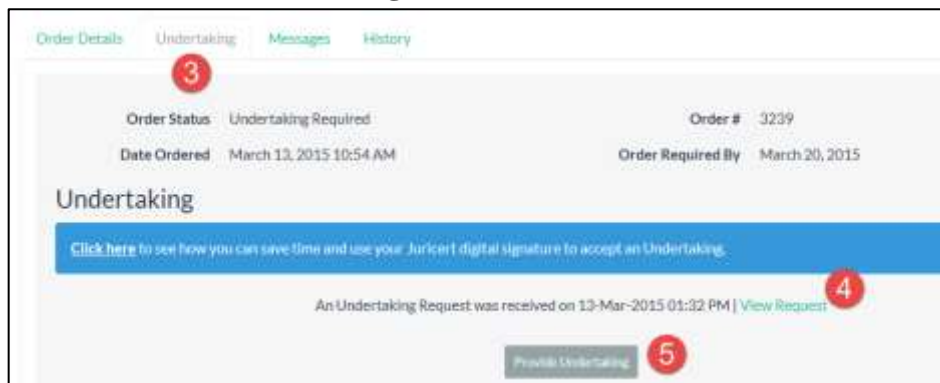 Order Details Undertaking Messages History
3
Order Status Undertaking Required Order # 3239
Date Ordered March 13, 2015 10:54 AM Order Required By March 20, 2015
Undertaking
Click here to see how you can save time and use your Juricert digital signature to accept an Undertaking.
4
An Undertaking Request was received on 13-Mar-2015 01:32 PM | View Request
Provide Undertaking 5